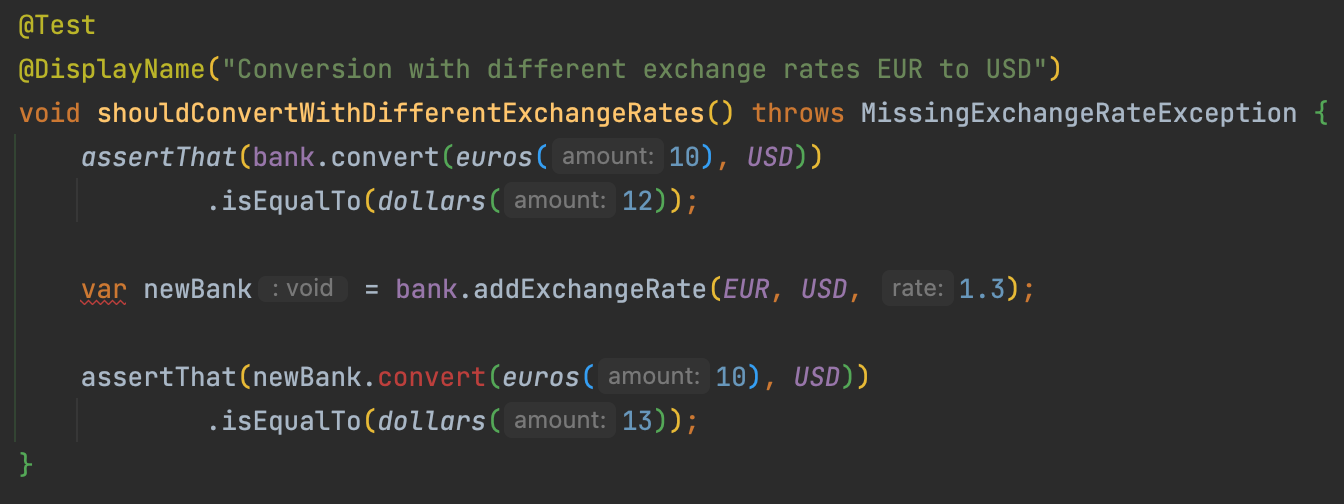 @Test
@DisplayName("Conversion with different exchange rates EUR to USD")
void shouldConvertWithDifferentExchangeRates() throws MissingExchangeRateException {
    assertThat(bank.convert(euros( amount: 10), USD))
            .isEqualTo(dollars( amount: 12));

    var newBank : void = bank.addExchangeRate(EUR, USD, rate: 1.3);

    assertThat(newBank.convert(euros( amount: 10), USD))
            .isEqualTo(dollars( amount: 13));
}